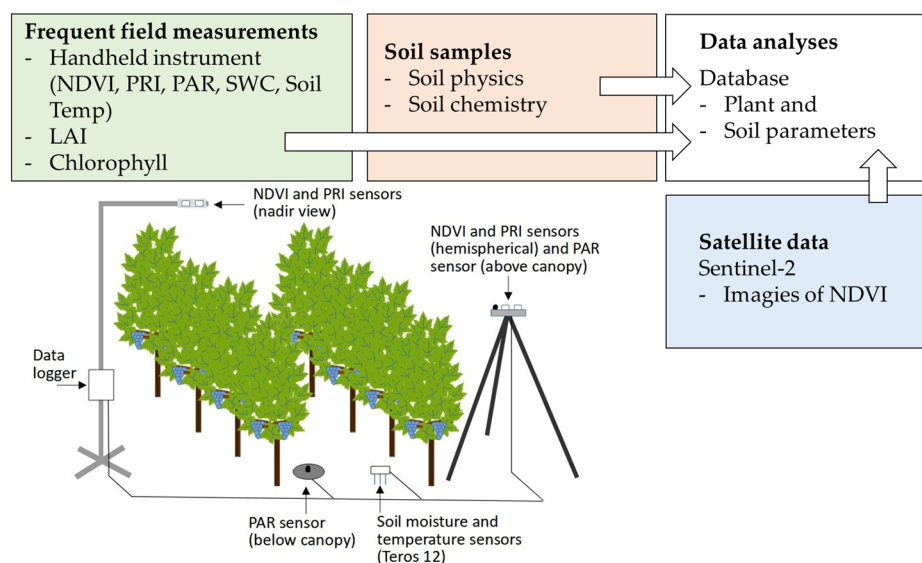 Frequent field measurements
- Handheld instrument
(NDVI, PRI, PAR, SWC, Soil
Temp)
- LAI
- Chlorophyll
Soil samples
- Soil physics
- Soil chemistry
Data analyses
Database
- Plant and
- Soil parameters
Satellite data
Sentinel-2
- Imagies of NDVI
NDVI and PRI sensors
(nadir view)
NDVI and PRI sensors
(hemispherical) and PAR
sensor (above canopy)
Data
logger
PAR sensor
(below canopy)
Soil moisture and
temperature sensors
(Teros 12)